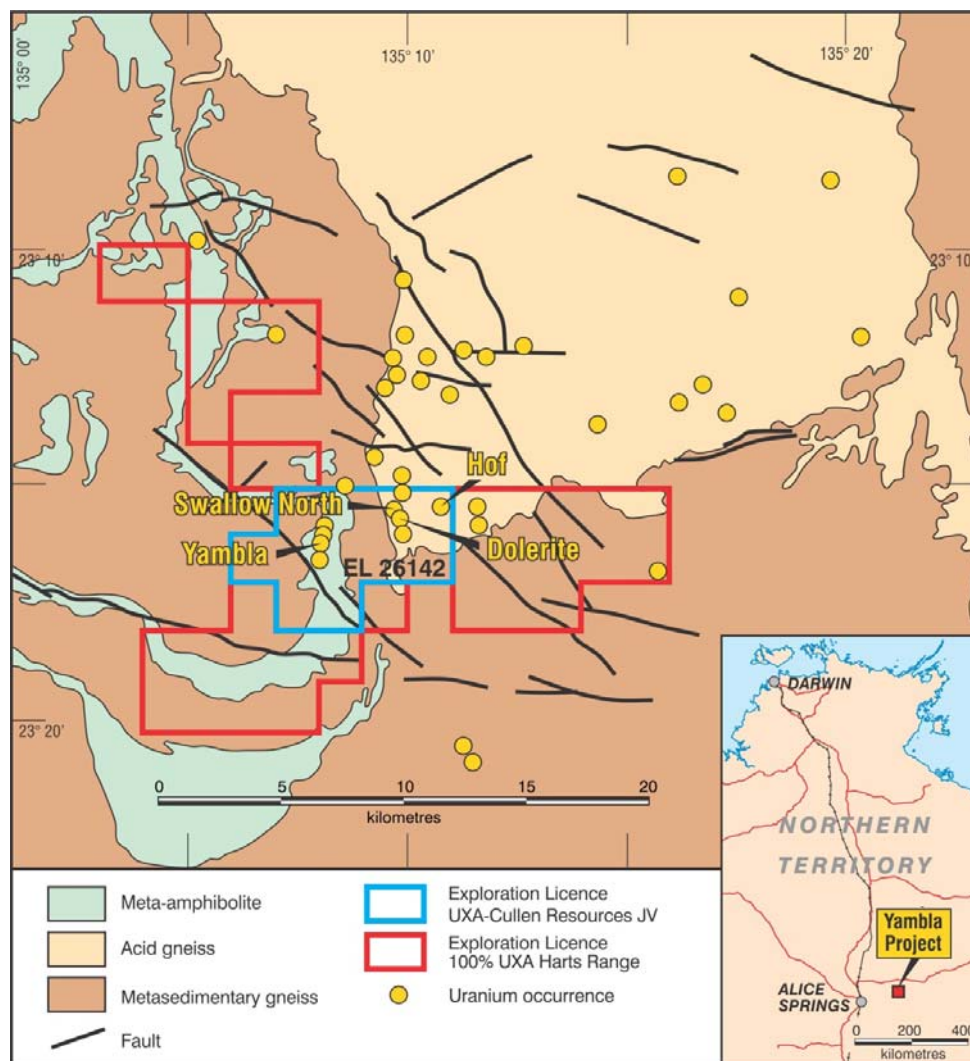 135° 00'
135° 10'
135° 20'
23° 10'
23° 10'
Hof
Swallow North
Yambla
Dolerite
EL 26142
23° 20'
0 5 10 15 20
kilometres
DARWIN
NORTHERN
TERRITORY
Yambla
Project
ALICE
SPRINGS
0 200 400
kilometres
Meta-amphibolite
Acid gneiss
Metasedimentary gneiss
Fault
Exploration Licence
UXA-Cullen Resources JV
Exploration Licence
100% UXA Harts Range
Uranium occurrence